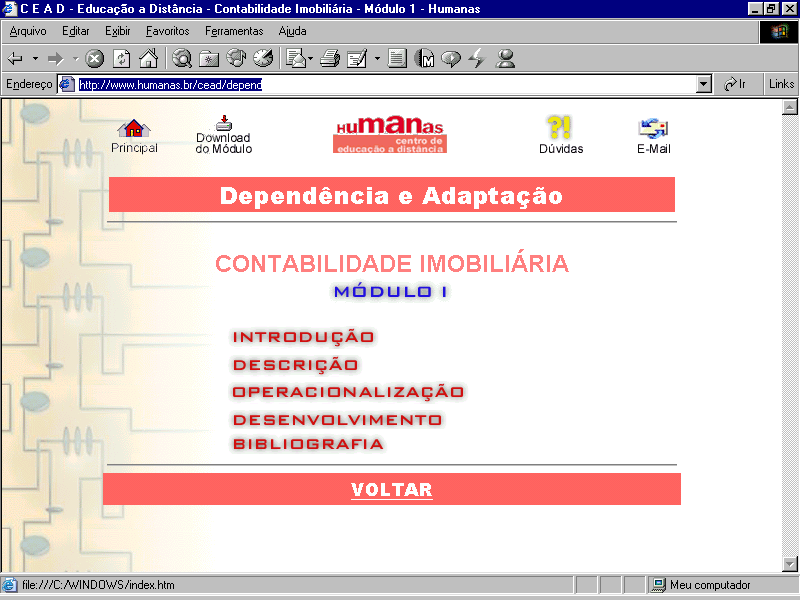 C E A D - Educação a Distância - Contabilidade Imobiliária - Módulo 1 - Humanas
Arquivo Editar Exibir Favoritos Ferramentas Ajuda
Endereço http://www.humanas.br/cead/depend Ir Links
Principal
Download
do Módulo
HUMANAS
centro de
educação a distância
?!
Dúvidas
E-Mail
Dependência e Adaptação
CONTABILIDADE IMOBILIÁRIA
MÓDULO I
INTRODUÇÃO
DESCRIÇÃO
OPERACIONALIZAÇÃO
DESENVOLVIMENTO
BIBLIOGRAFIA
VOLTAR
file:///C:/WINDOWS/index.htm Meu computador